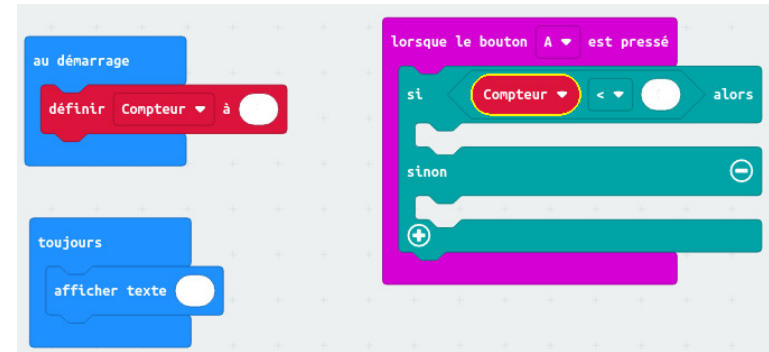 au démarrage
définir Compteur à
toujours
afficher texte
lorsque le bouton A est pressé
si Compteur < alors
sinon